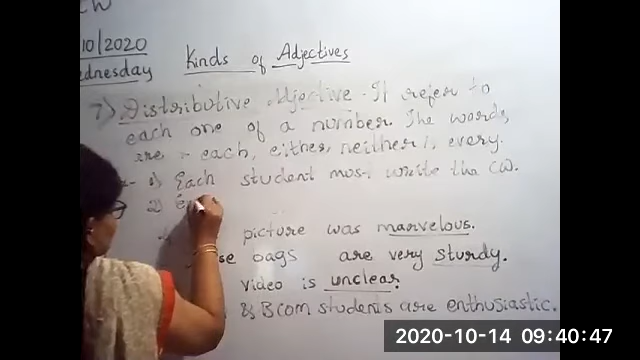 CW
10/2020
Wednesday
Kinds of Adjectives
7) Distributive Adjective - It refer to
each one of a number. The words
are - each, either, neither, every.
1) Each student must write the CW.
2)
picture was marvelous.
bags are very sturdy.
video is unclear.
& BCOM students are enthusiastic.
2020-10-14 09:40:47